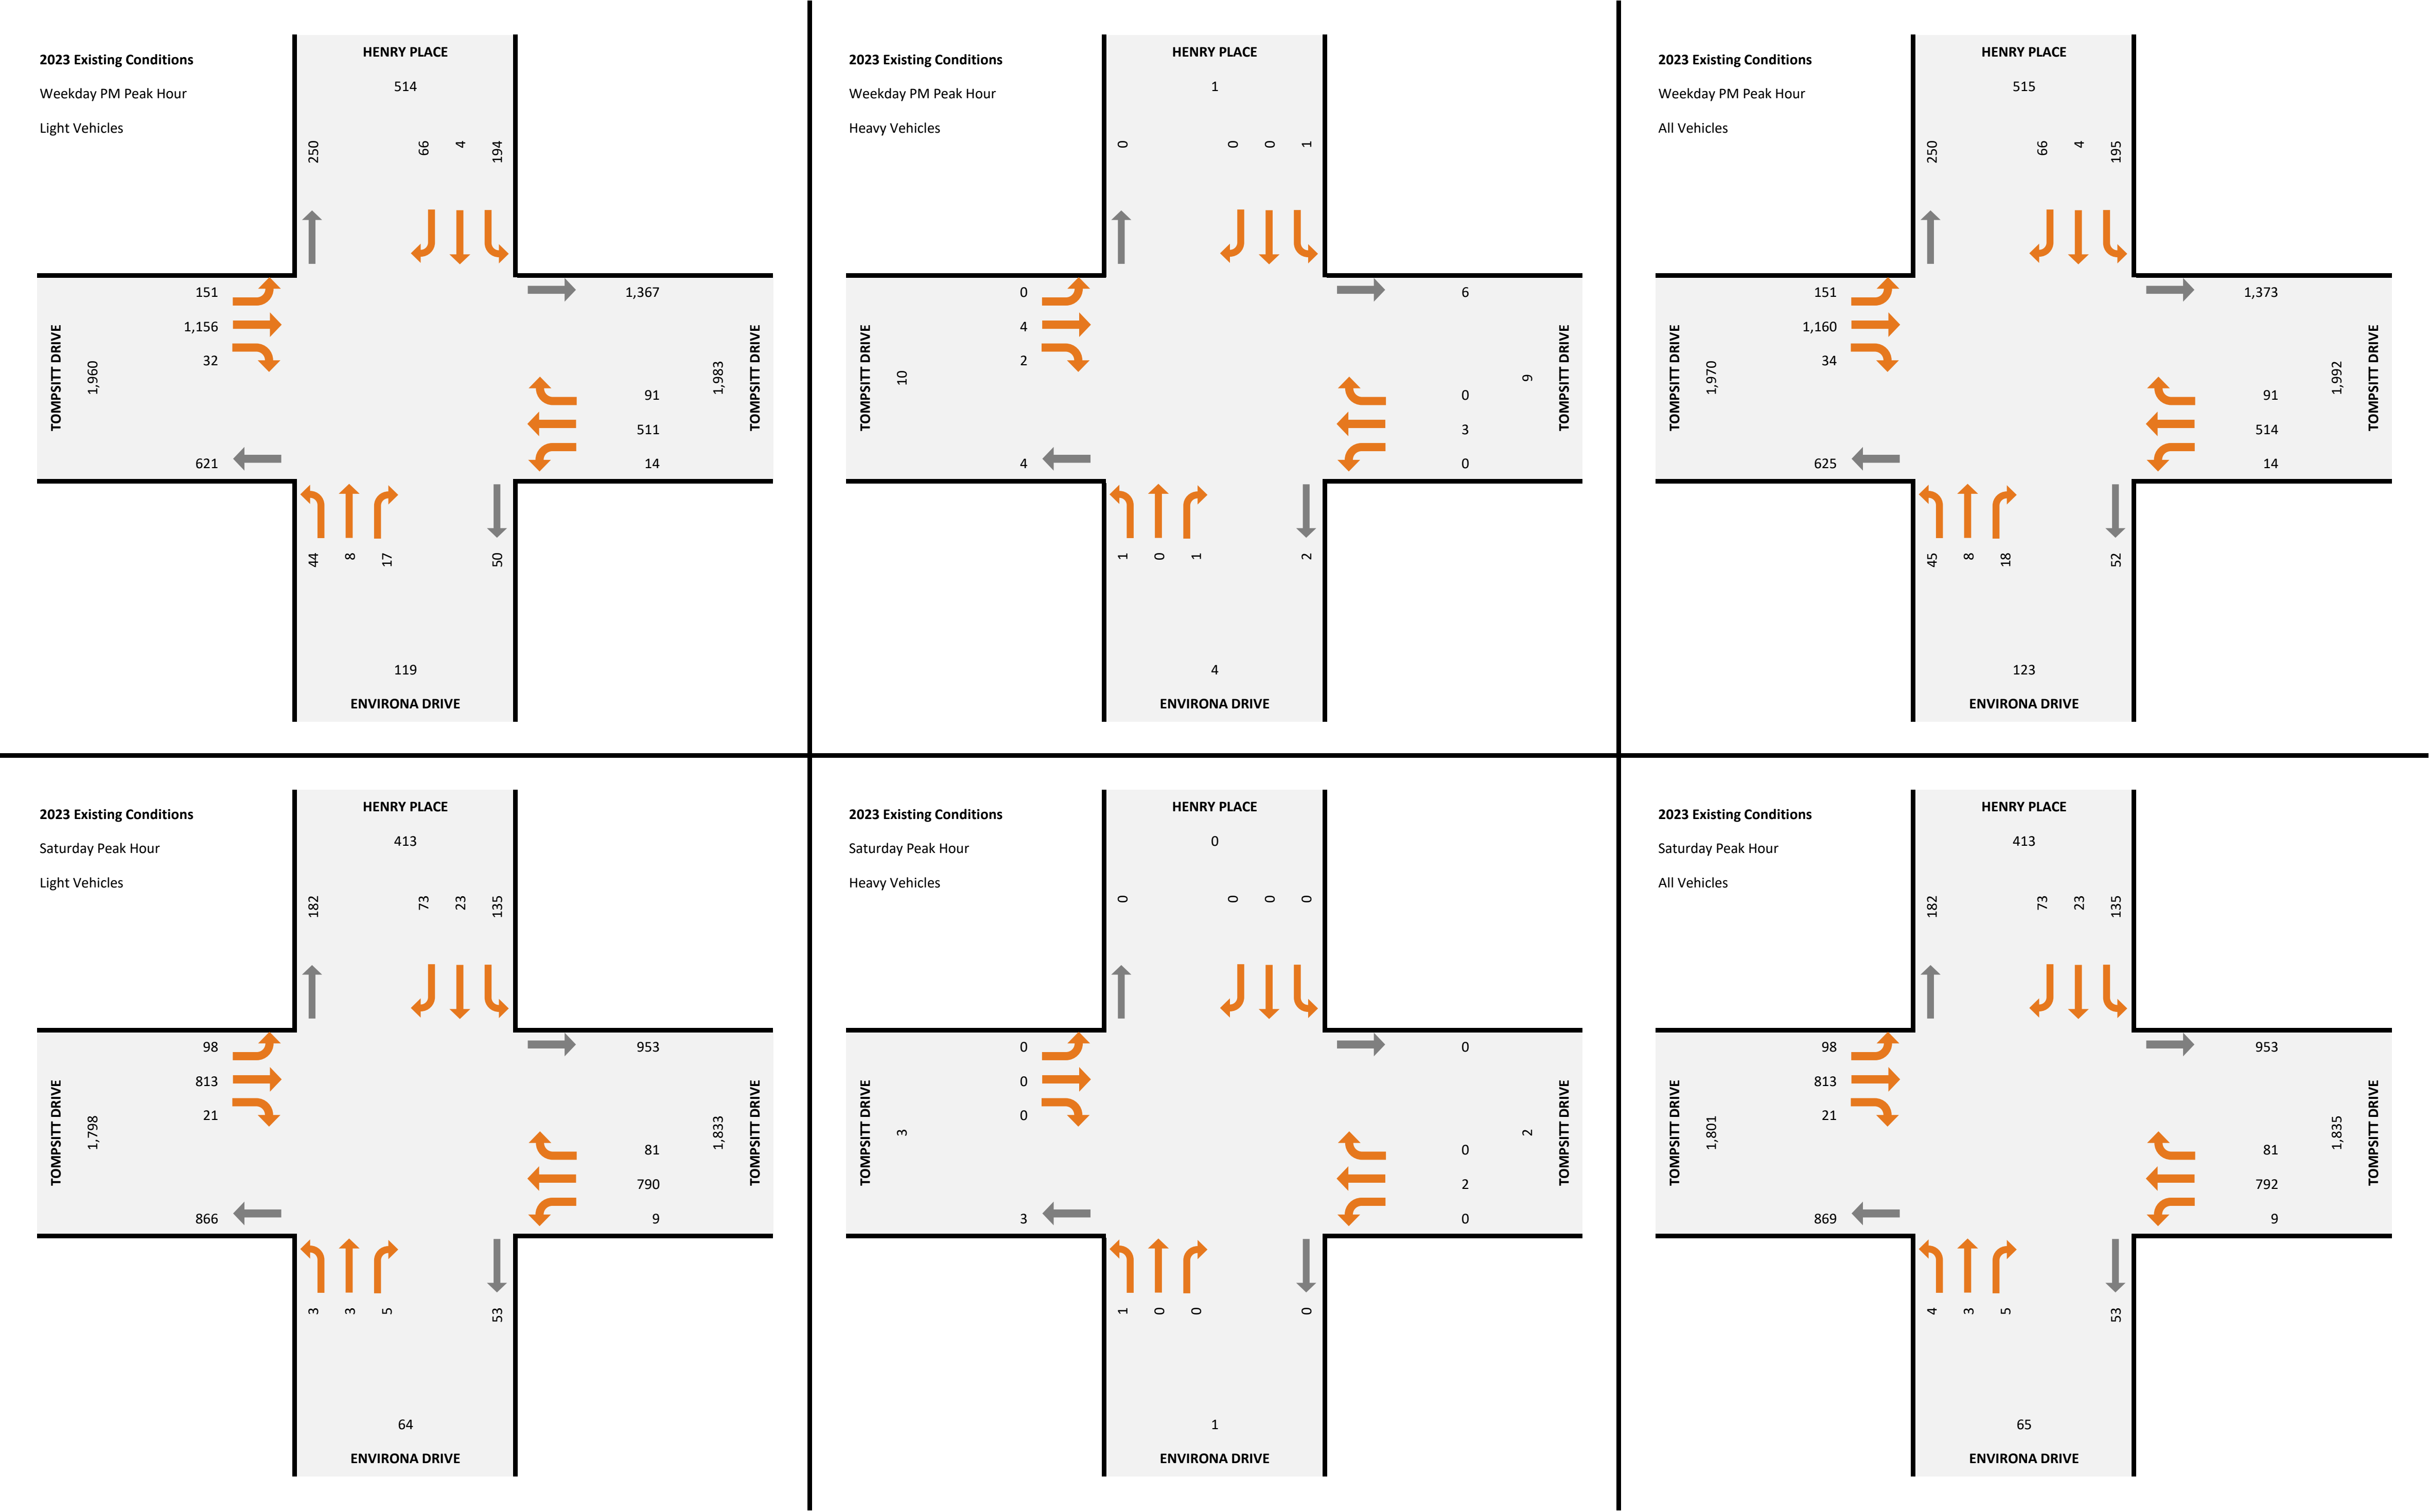 2023 Existing Conditions
Weekday PM Peak Hour
Light Vehicles
HENRY PLACE
514
250
66
4
194
151
1,156
32
TOMPSITT DRIVE
1,960
621
1,367
91
511
14
1,983
TOMPSITT DRIVE
44
8
17
50
119
ENVIRONA DRIVE
2023 Existing Conditions
Weekday PM Peak Hour
Heavy Vehicles
HENRY PLACE
1
0
0
0
1
0
4
2
TOMPSITT DRIVE
10
4
6
0
3
0
9
TOMPSITT DRIVE
1
0
1
2
4
ENVIRONA DRIVE
2023 Existing Conditions
Weekday PM Peak Hour
All Vehicles
HENRY PLACE
515
250
66
4
195
151
1,160
34
TOMPSITT DRIVE
1,970
625
1,373
91
514
14
1,992
TOMPSITT DRIVE
45
8
18
52
123
ENVIRONA DRIVE
2023 Existing Conditions
Saturday Peak Hour
Light Vehicles
HENRY PLACE
413
182
73
23
135
98
813
21
TOMPSITT DRIVE
1,798
866
953
81
790
9
1,833
TOMPSITT DRIVE
3
3
5
53
64
ENVIRONA DRIVE
2023 Existing Conditions
Saturday Peak Hour
Heavy Vehicles
HENRY PLACE
0
0
0
0
0
0
0
0
TOMPSITT DRIVE
3
3
0
0
2
0
2
TOMPSITT DRIVE
1
0
0
0
1
ENVIRONA DRIVE
2023 Existing Conditions
Saturday Peak Hour
All Vehicles
HENRY PLACE
413
182
73
23
135
98
813
21
TOMPSITT DRIVE
1,801
869
953
81
792
9
1,835
TOMPSITT DRIVE
4
3
5
53
65
ENVIRONA DRIVE